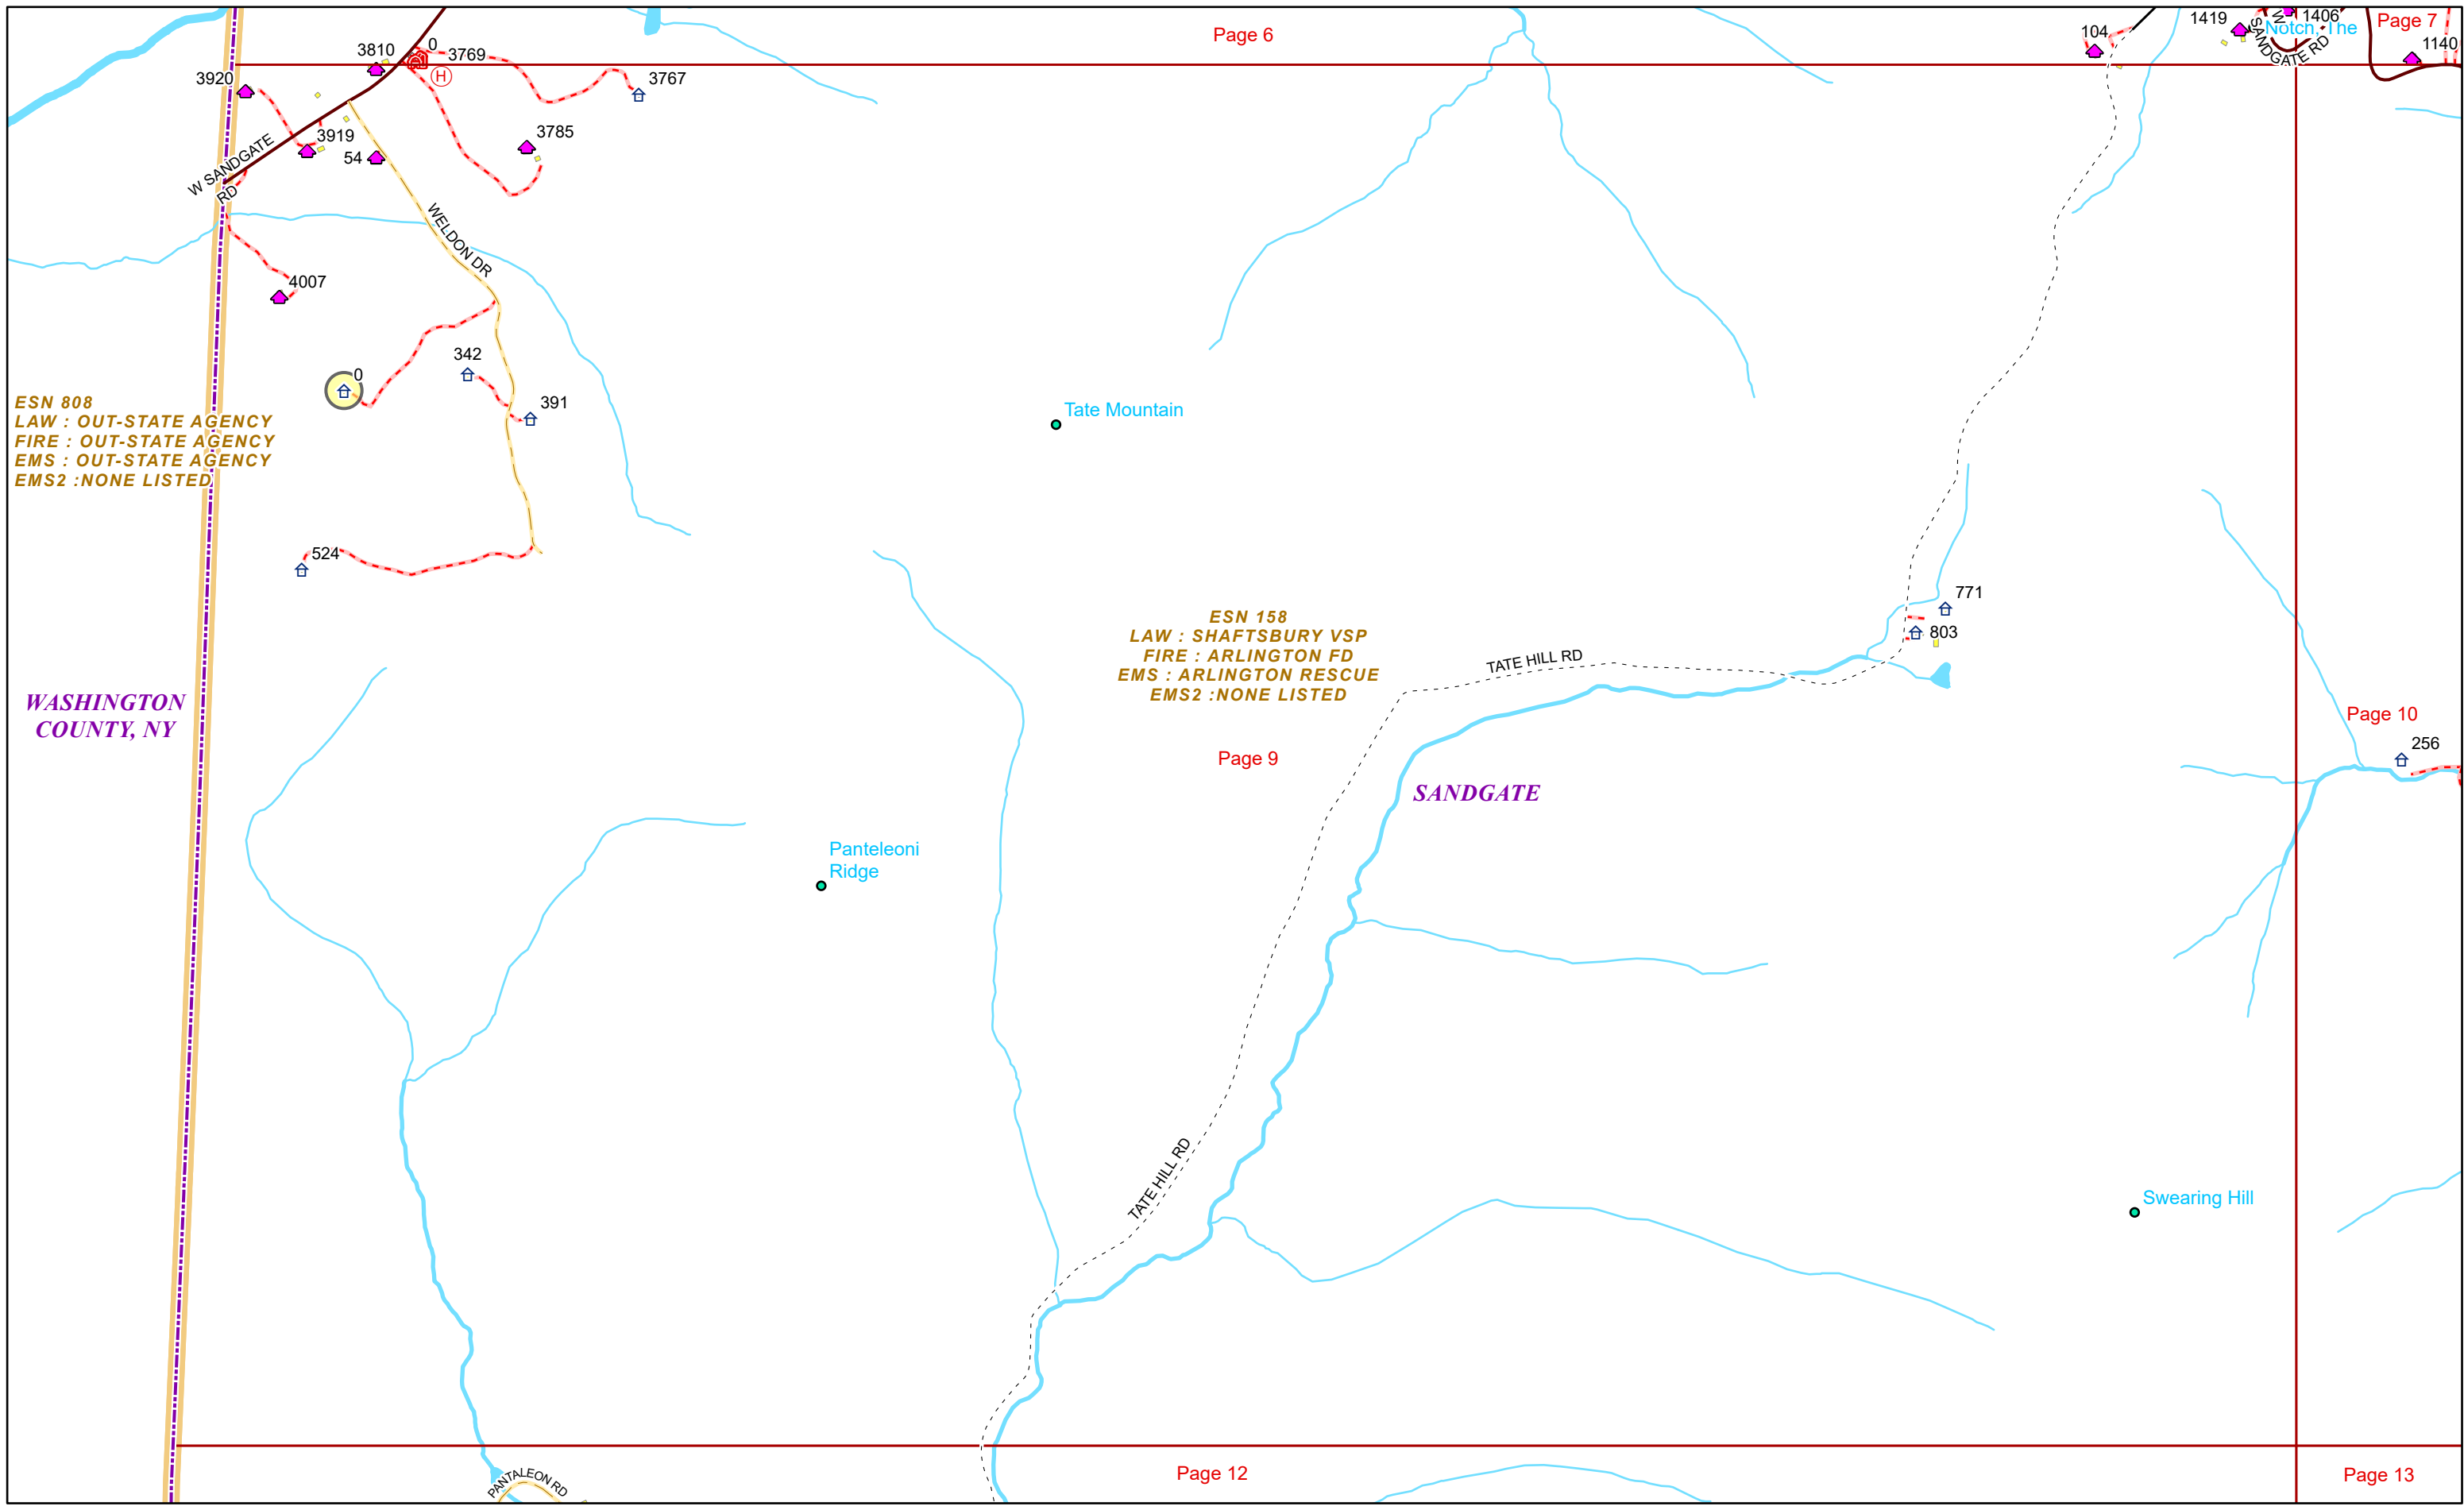 Page 6
1419
W SANDGATE RD
1406
Notch, The
Page 7
104
1140
3810
0
3769
H
3920
3767
3919
3785
54
W SANDGATE
RD
WELDON DR
4007
342
0
391
ESN 808
LAW : OUT-STATE AGENCY
FIRE : OUT-STATE AGENCY
EMS : OUT-STATE AGENCY
EMS2 :NONE LISTED
Tate Mountain
524
771
803
ESN 158
LAW : SHAFTSBURY VSP
FIRE : ARLINGTON FD
EMS : ARLINGTON RESCUE
EMS2 :NONE LISTED
TATE HILL RD
WASHINGTON
COUNTY, NY
Page 10
256
Page 9
SANDGATE
Panteleoni
Ridge
TATE HILL RD
Swearing Hill
PANTALEON RD
Page 12
Page 13